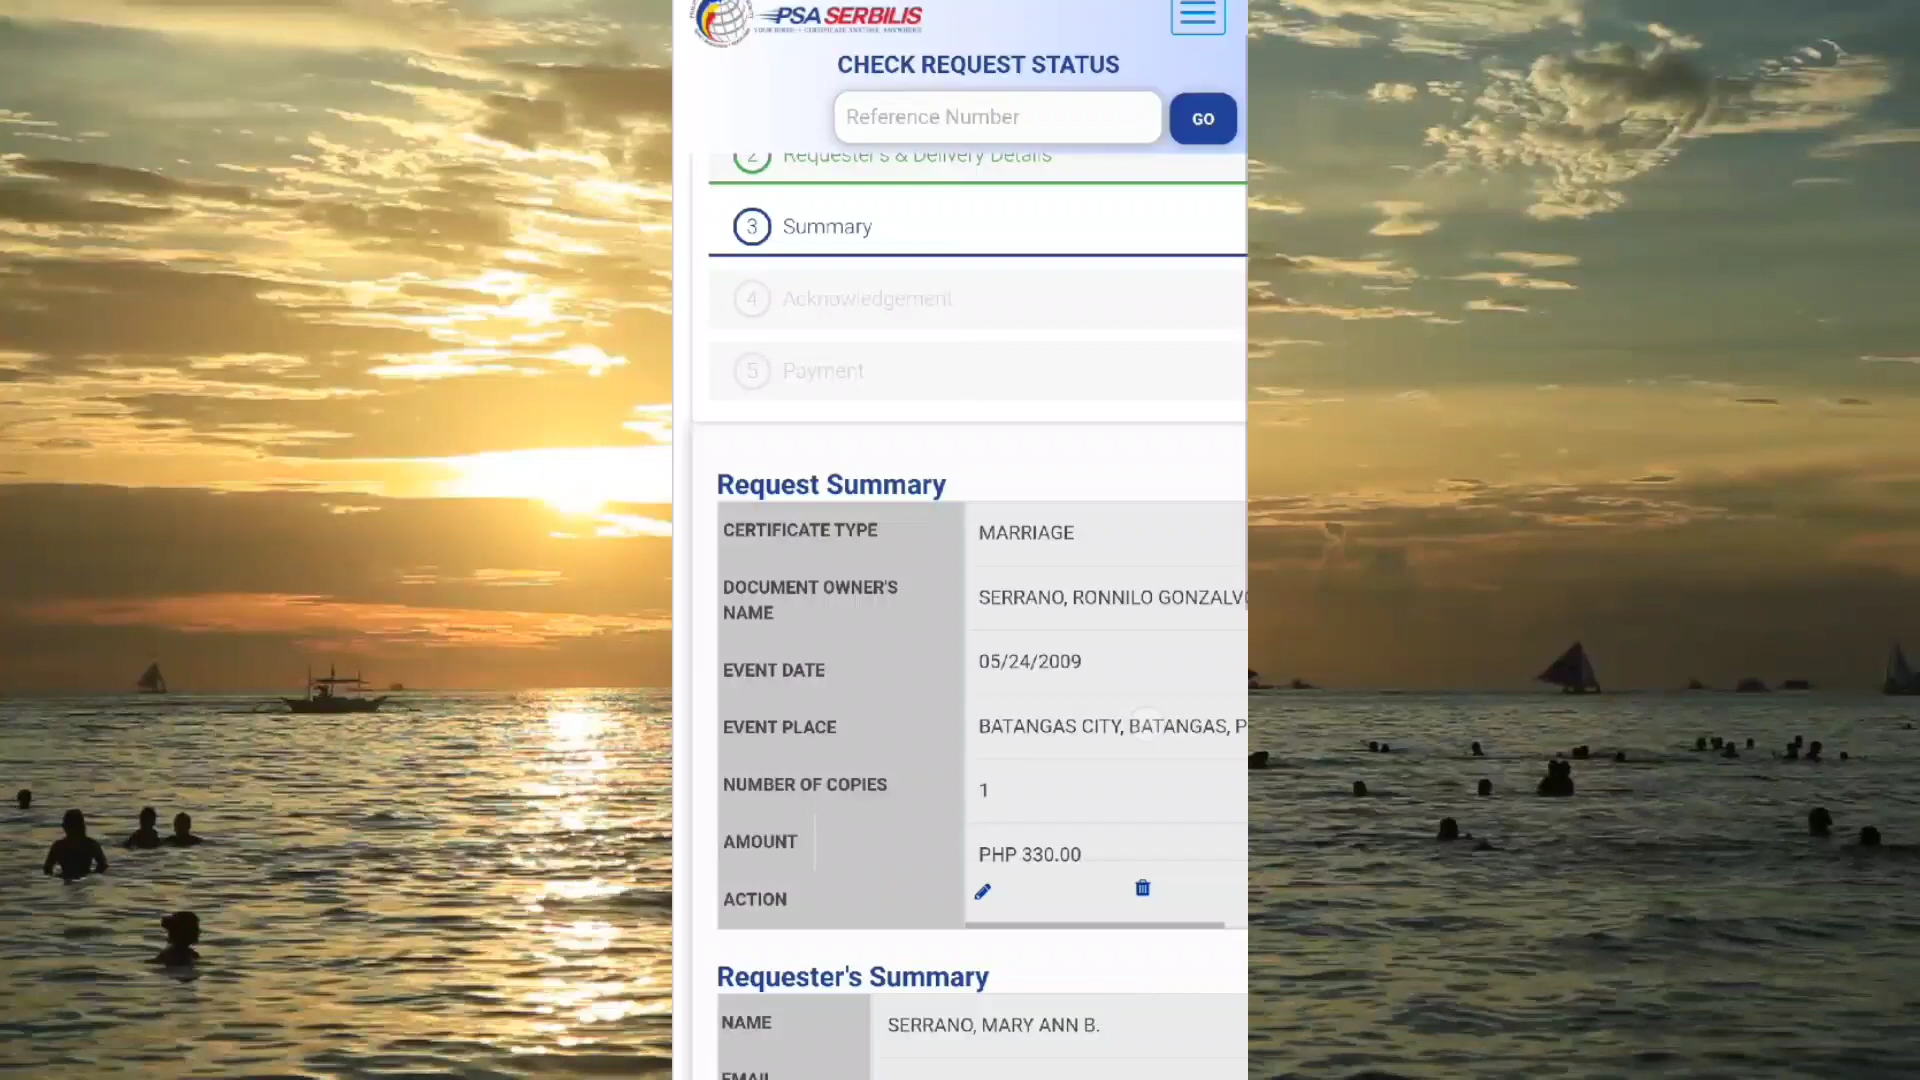 PSA SERBILIS
CHECK REQUEST STATUS
Reference Number
GO
2 Requester's & Delivery Details
3 Summary
4 Acknowledgement
5 Payment
Request Summary
CERTIFICATE TYPE MARRIAGE
DOCUMENT OWNER'S NAME SERRANO, RONNILO GONZALV
EVENT DATE 05/24/2009
EVENT PLACE BATANGAS CITY, BATANGAS, P
NUMBER OF COPIES 1
AMOUNT PHP 330.00
ACTION
Requester's Summary
NAME SERRANO, MARY ANN B.
EMAIL